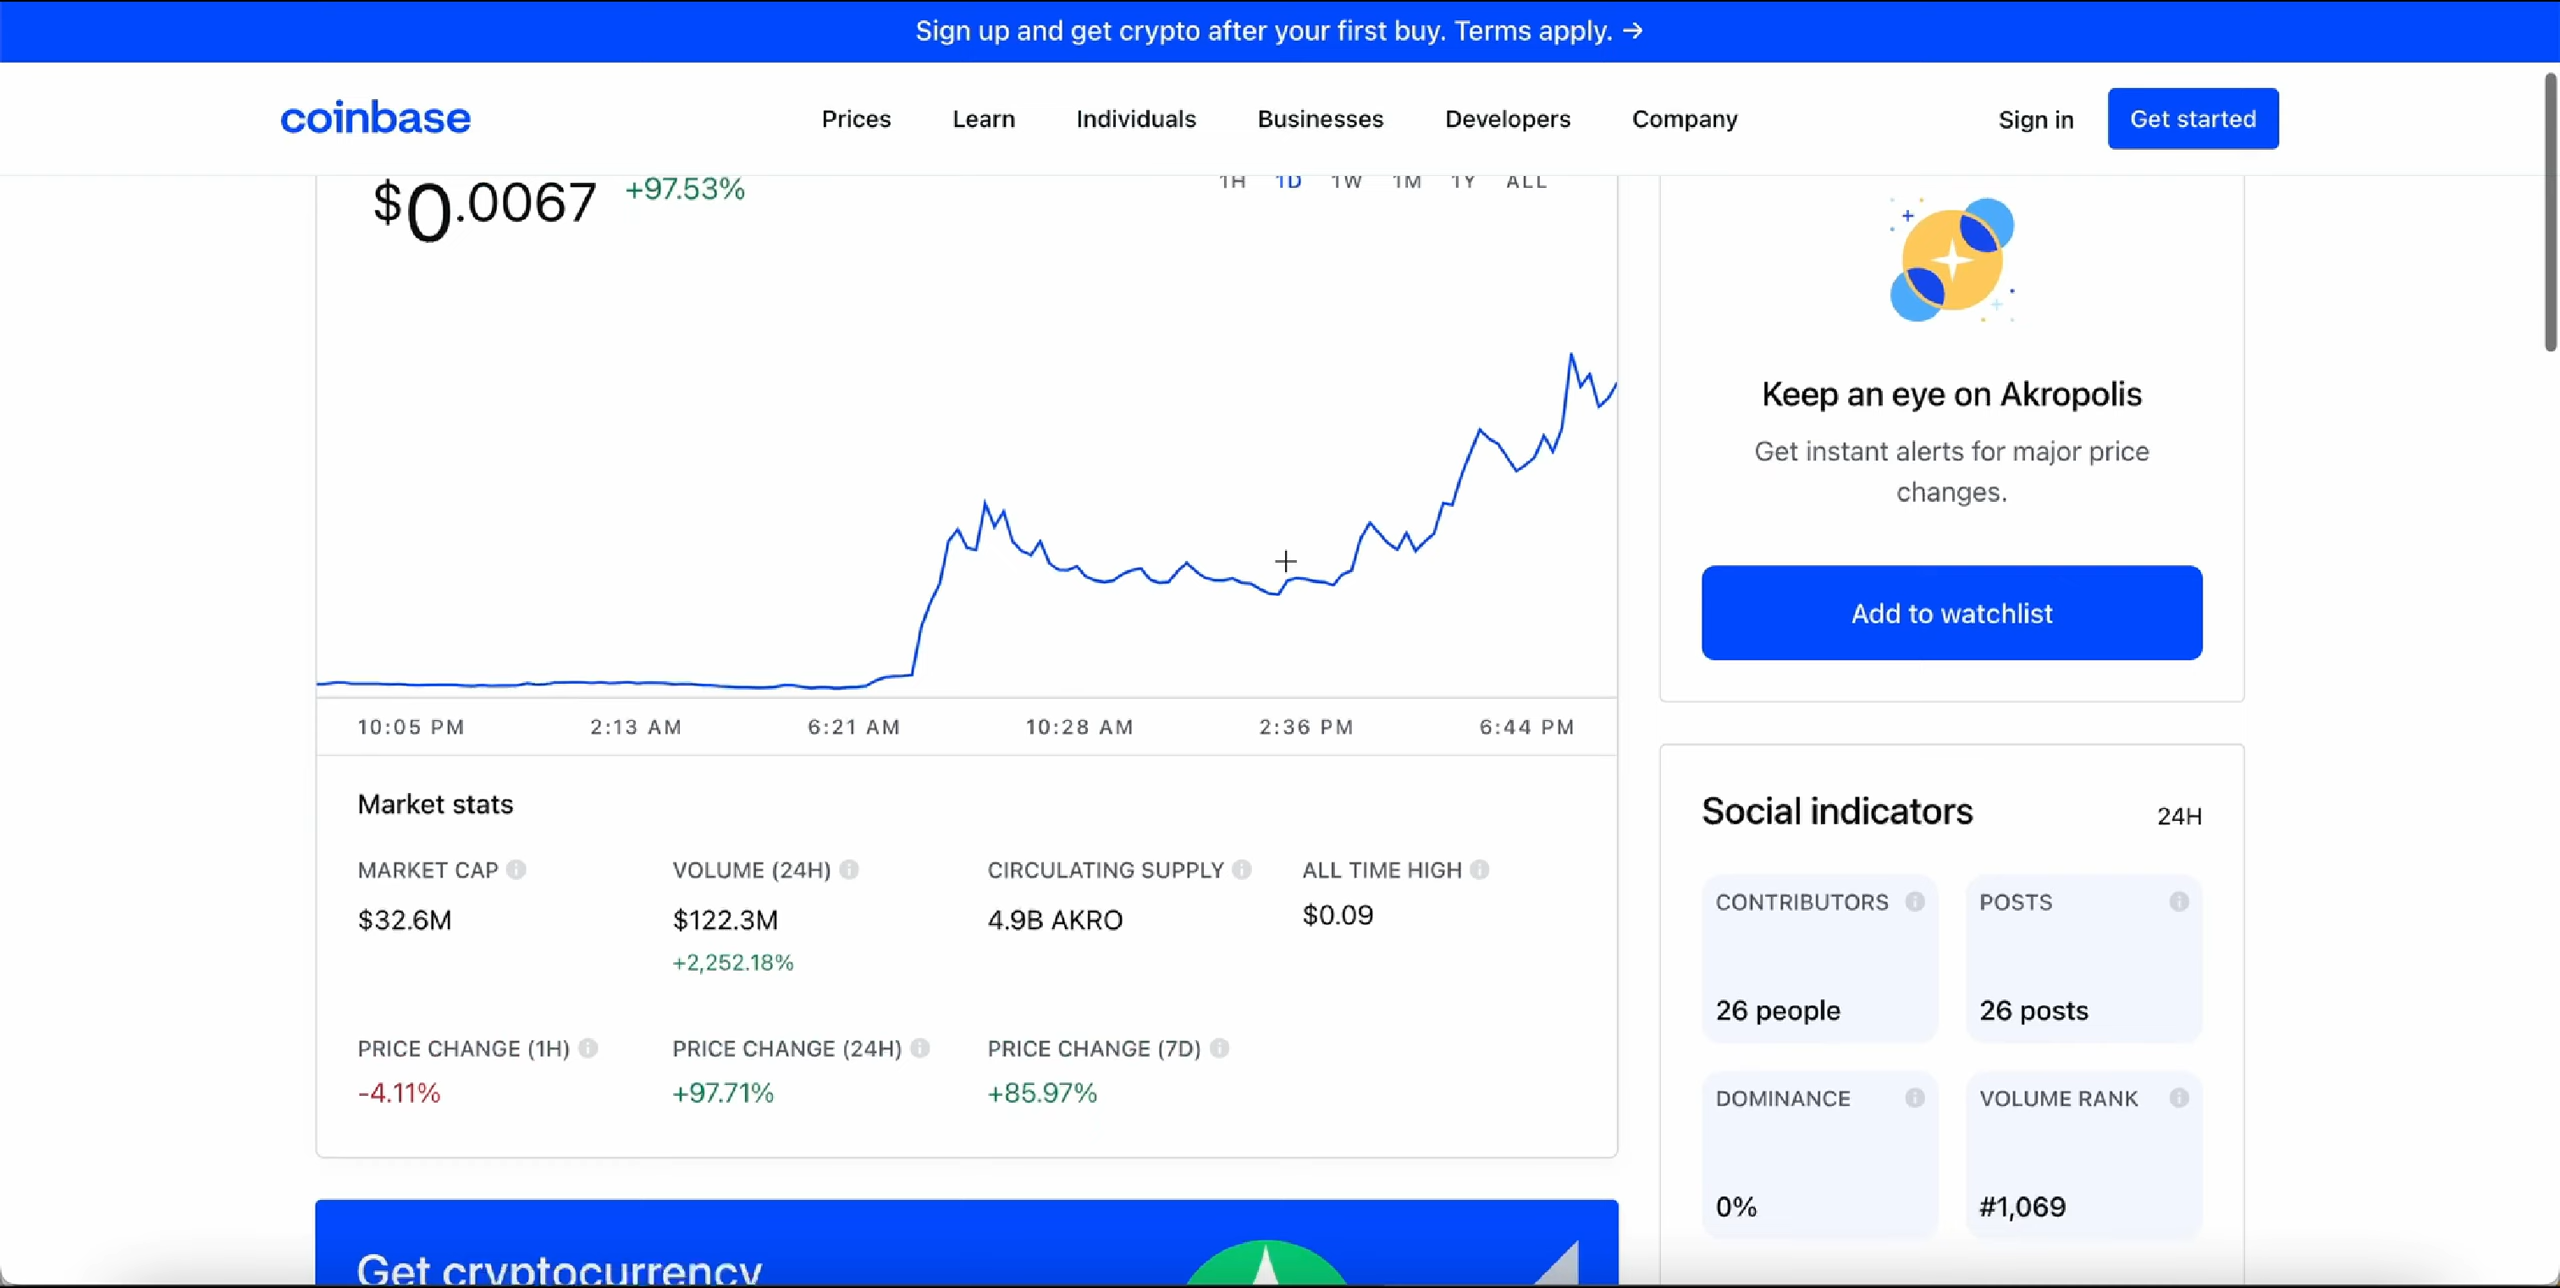 Sign up and get crypto after your first buy. Terms apply. →
coinbase
Prices
Learn
Individuals
Businesses
Developers
Company
Sign in
Get started
$0.0067
+97.53%
1H
1D
1W
1M
1Y
ALL
10:05 PM
2:13 AM
6:21 AM
10:28 AM
2:36 PM
6:44 PM
Market stats
MARKET CAP
$32.6M
VOLUME (24H)
$122.3M
+2,252.18%
CIRCULATING SUPPLY
4.9B AKRO
ALL TIME HIGH
$0.09
PRICE CHANGE (1H)
-4.11%
PRICE CHANGE (24H)
+97.71%
PRICE CHANGE (7D)
+85.97%
Get cryptocurrency
Keep an eye on Akropolis
Get instant alerts for major price
changes.
Add to watchlist
Social indicators
24H
CONTRIBUTORS
26 people
POSTS
26 posts
DOMINANCE
0%
VOLUME RANK
#1,069